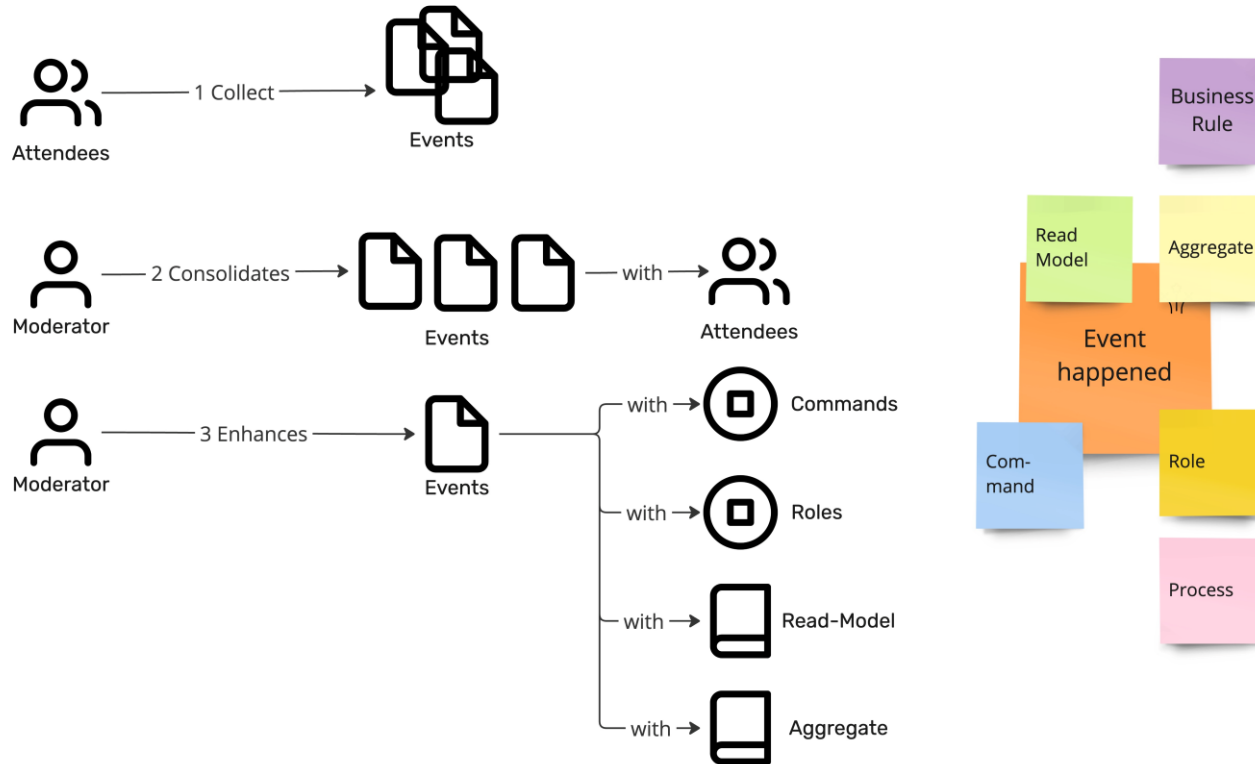 1 Collect
Attendees
Events
2 Consolidates
with
Moderator
Events
Attendees
3 Enhances
Moderator
Events
with
Commands
with
Roles
with
Read-Model
with
Aggregate
Business
Rule
Read
Model
Aggregate
Event
happened
Com-
mand
Role
Process